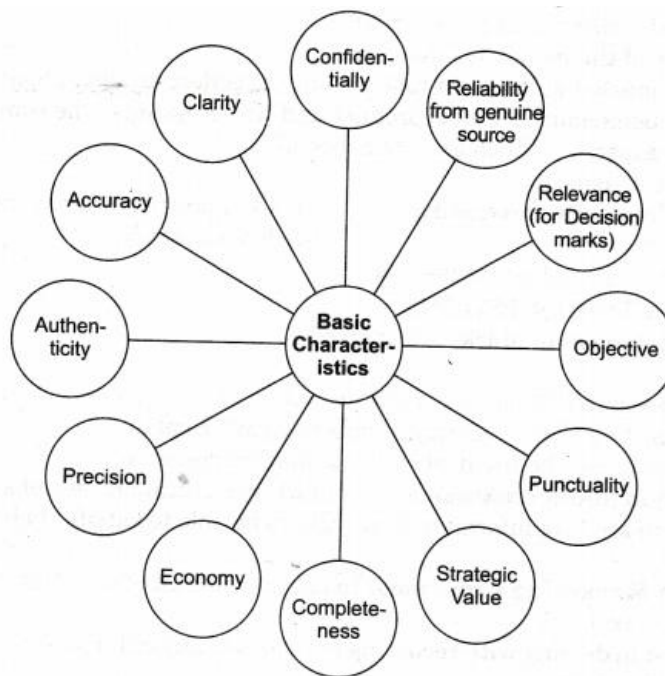 Confiden-
tially
Reliability
from genuine
source
Relevance
(for Decision
marks)
Objective
Punctuality
Strategic
Value
Complete-
ness
Economy
Precision
Authen-
ticity
Accuracy
Clarity
Basic
Character-
istics